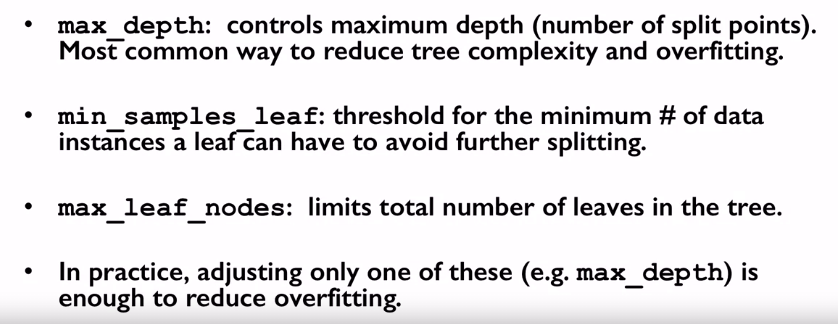 • max_depth: controls maximum depth (number of split points).
Most common way to reduce tree complexity and overfitting.
• min_samples_leaf: threshold for the minimum # of data
instances a leaf can have to avoid further splitting.
• max_leaf_nodes: limits total number of leaves in the tree.
• In practice, adjusting only one of these (e.g. max_depth) is
enough to reduce overfitting.